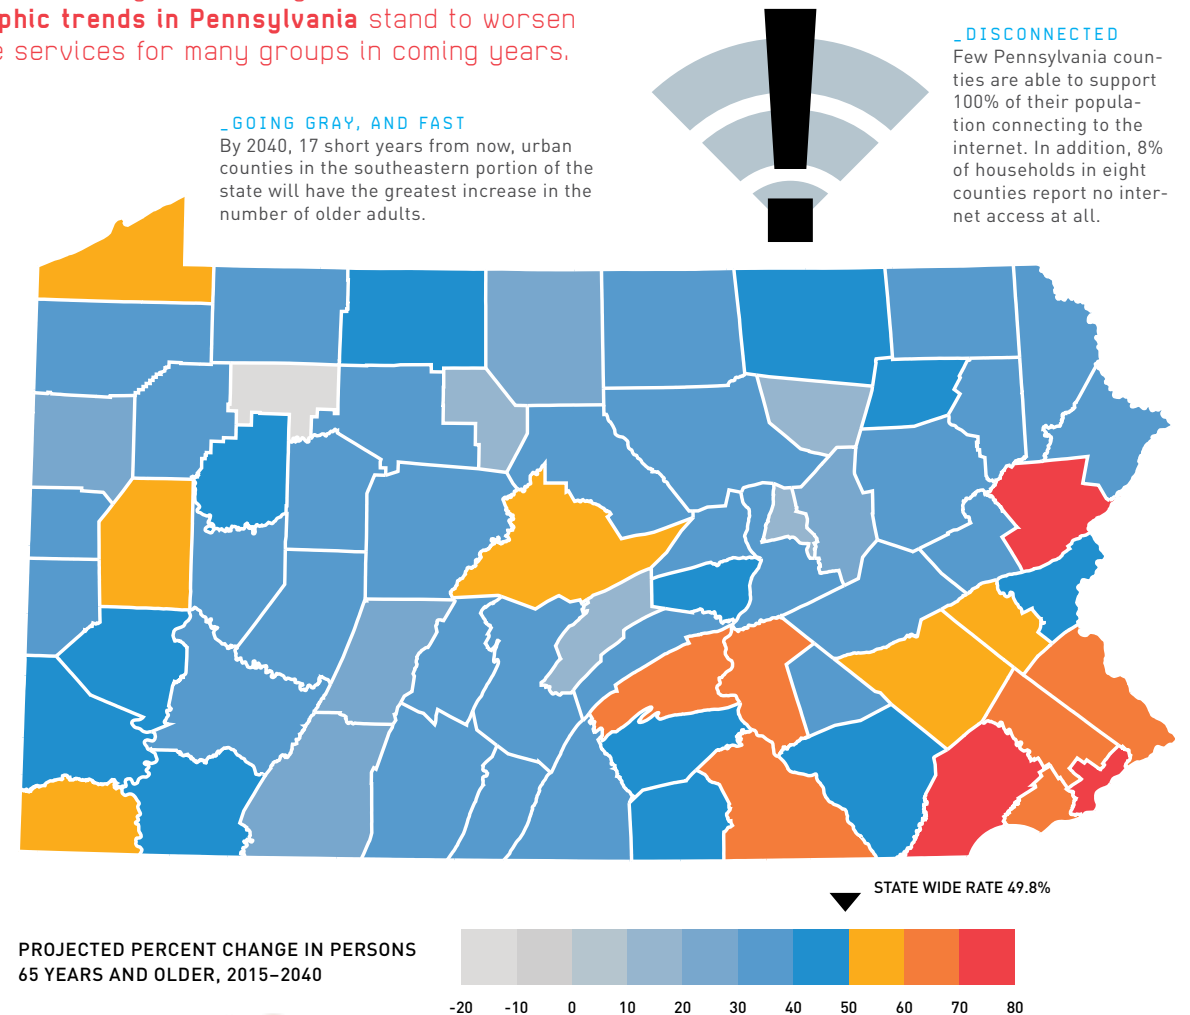 phic trends in Pennsylvania stand to worsen
e services for many groups in coming years.
_GOING GRAY, AND FAST
By 2040, 17 short years from now, urban
counties in the southeastern portion of the
state will have the greatest increase in the
number of older adults.
_DISCONNECTED
Few Pennsylvania coun-
ties are able to support
100% of their popula-
tion connecting to the
internet. In addition, 8%
of households in eight
counties report no inter-
net access at all.
STATE WIDE RATE 49.8%
PROJECTED PERCENT CHANGE IN PERSONS
65 YEARS AND OLDER, 2015–2040
-20 -10 0 10 20 30 40 50 60 70 80